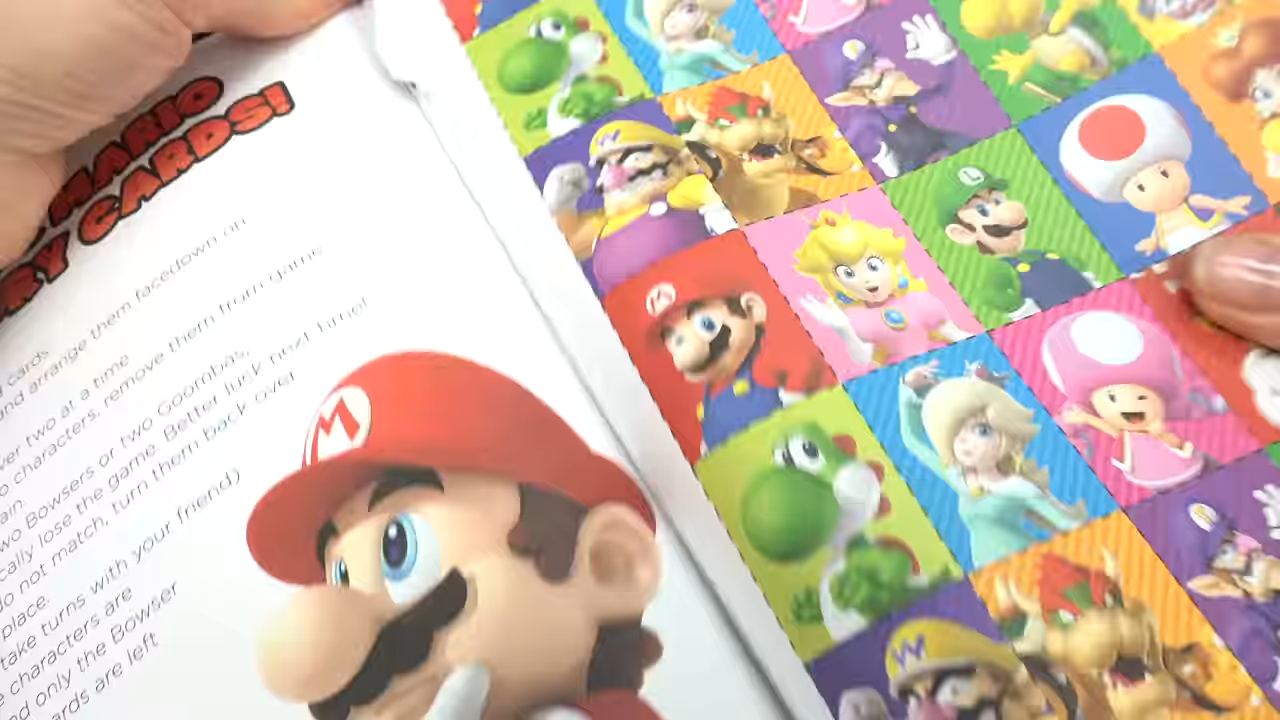 MARIO
RY CARDS!
cards
and arrange them facedown on
ver two at a time
o characters, remove them from game
ain.
wo Bowsers or two Goombas,
cally lose the game. Better luck next time!
do not match, turn them back over
place.
take turns with your friend)
e characters are
nd only the Bowser
ards are left
M
M
W
L
W